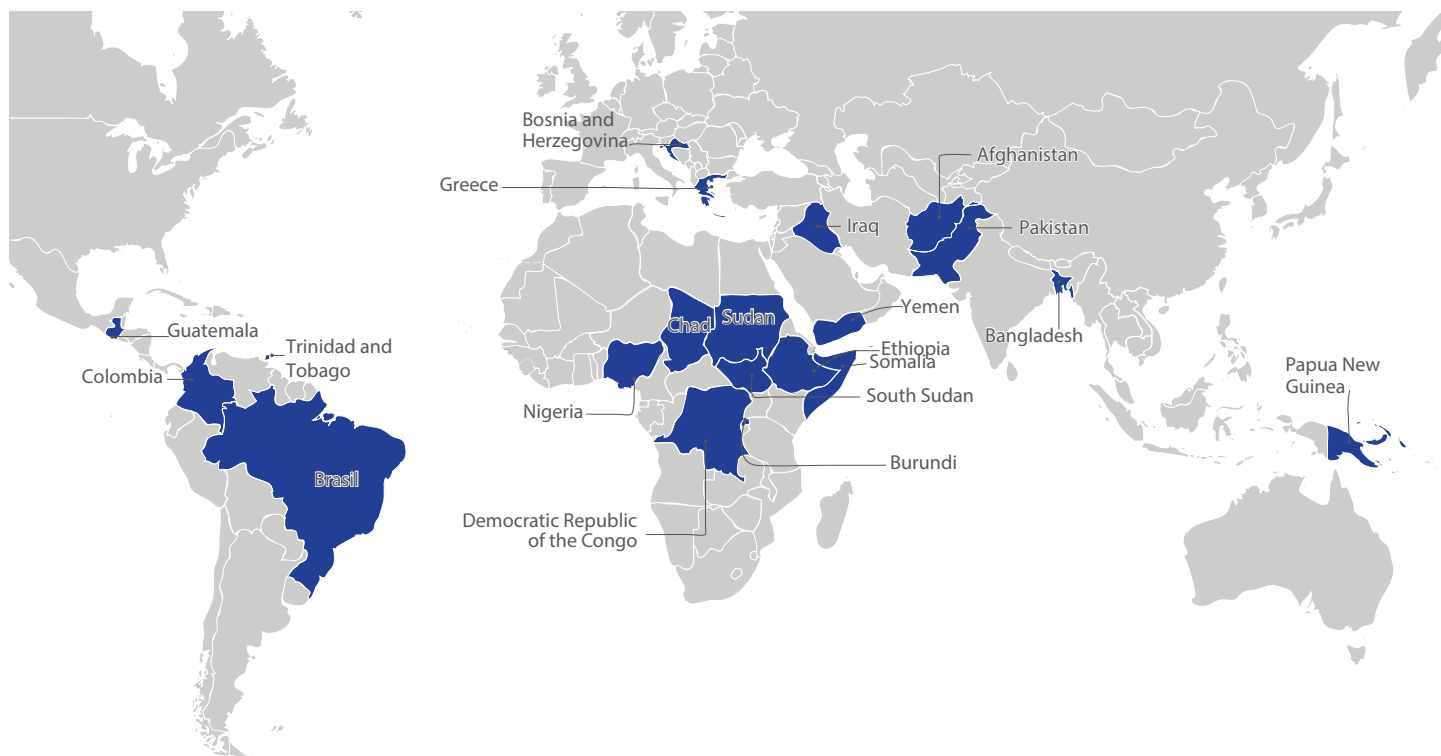 Bosnia and
Herzegovina
Afghanistan
Greece
Iraq
Pakistan
Yemen
Chad
Sudan
Guatemala
Bangladesh
Trinidad and
Tobago
Ethiopia
Somalia
Colombia
Papua New
Guinea
South Sudan
Nigeria
Burundi
Brasil
Democratic Republic
of the Congo